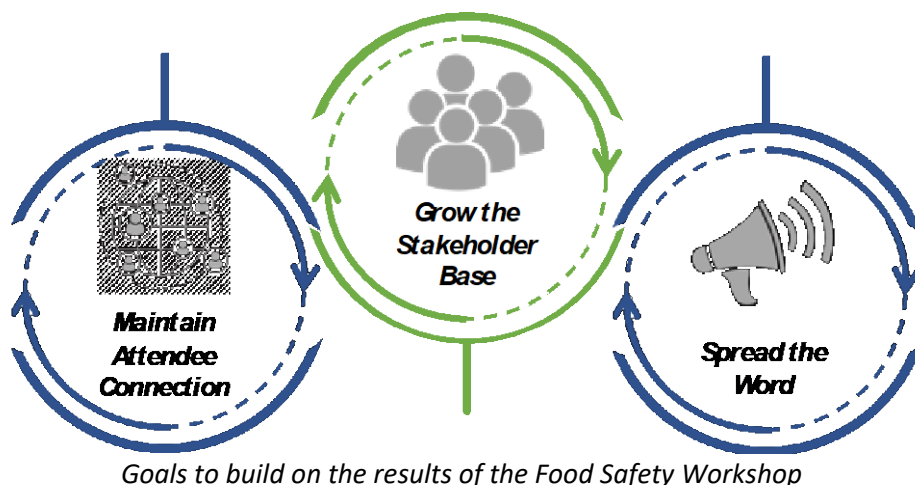 Maintain
Attendee
Connection
Grow the
Stakeholder
Base
Spread the
Word
Goals to build on the results of the Food Safety Workshop